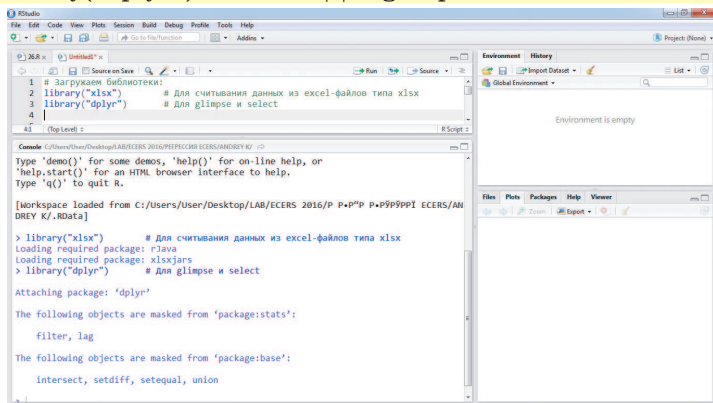 RStudio
File Edit Code View Plots Session Build Debug Profile Tools Help
Go to file/function Addins Project: (None)
26.R Untitled1*
Source on Save Run Source
1 # Загружаем библиотеки:
2 library("xlsx") # Для считывания данных из excel-файлов типа xlsx
3 library("dplyr") # Для glimpse и select
4
4:1 (Top Level) R Script
Console C:/Users/User/Desktop/LAB/ECERS 2016/РЕГРЕССИЯ ECERS/ANDREY K/
Type 'demo()' for some demos, 'help()' for on-line help, or
'help.start()' for an HTML browser interface to help.
Type 'q()' to quit R.
[Workspace loaded from C:/Users/User/Desktop/LAB/ECERS 2016/ ECERS/AN
DREY K/.RData]
> library("xlsx") # Для считывания данных из excel-файлов типа xlsx
Loading required package: rJava
Loading required package: xlsxjars
> library("dplyr") # Для glimpse и select
Attaching package: ‘dplyr’
The following objects are masked from ‘package:stats’:
filter, lag
The following objects are masked from ‘package:base’:
intersect, setdiff, setequal, union
>
Environment History
Import Dataset List
Global Environment
Environment is empty
Files Plots Packages Help Viewer
Zoom Export